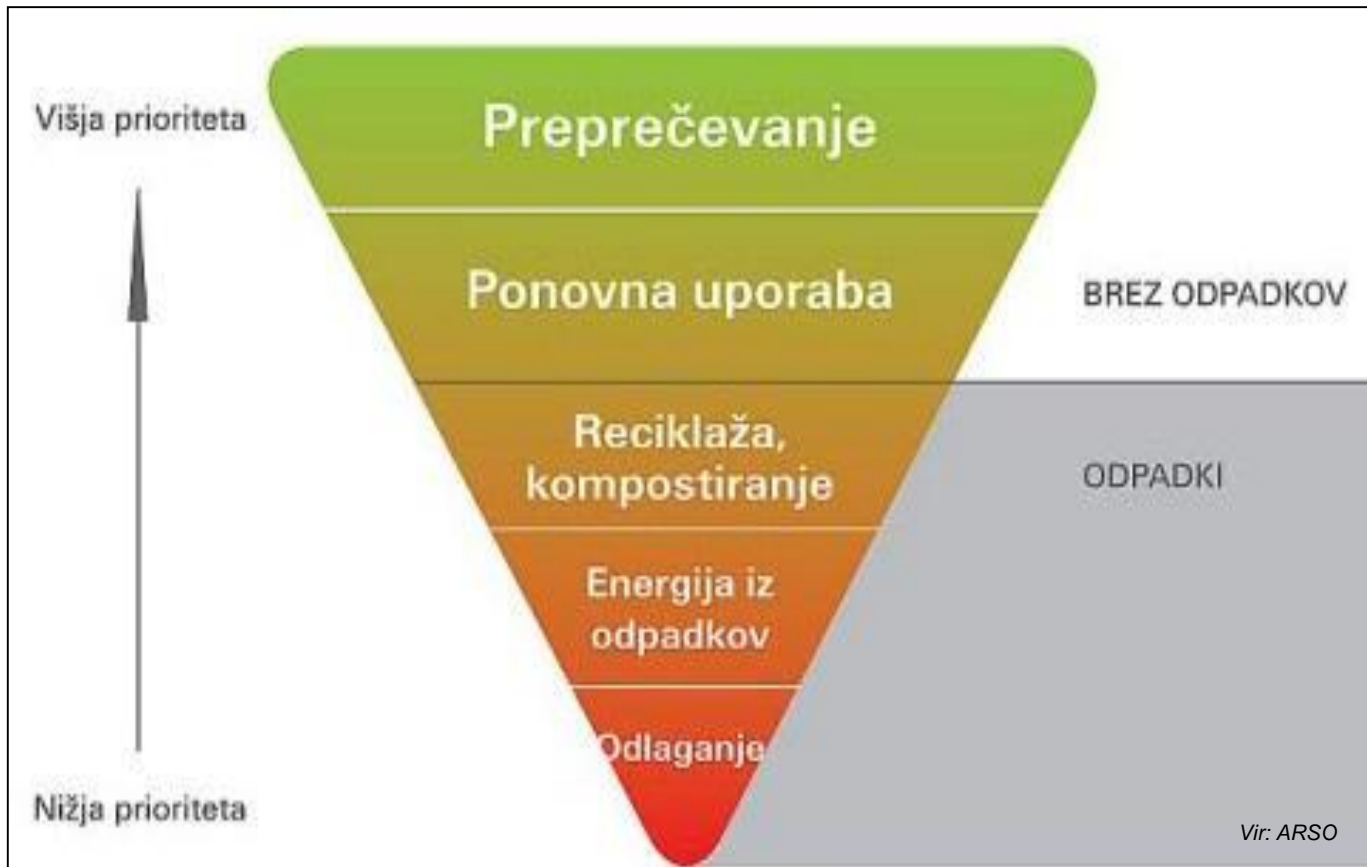 Višja prioriteta
Preprečevanje
Ponovna uporaba
BREZ ODPADKOV
Reciklaža,
kompostiranje
ODPADKI
Energija iz
odpadkov
Odlaganje
Nižja prioriteta
Vir: ARSO